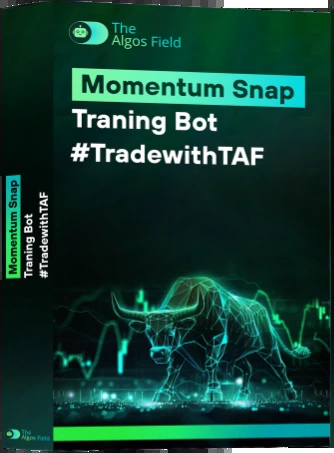 The
Algos Field
Momentum Snap
Traning Bot
#TradewithTAF
Momentum Snap
Traning Bot
#TradewithTAF
The
Algos Field